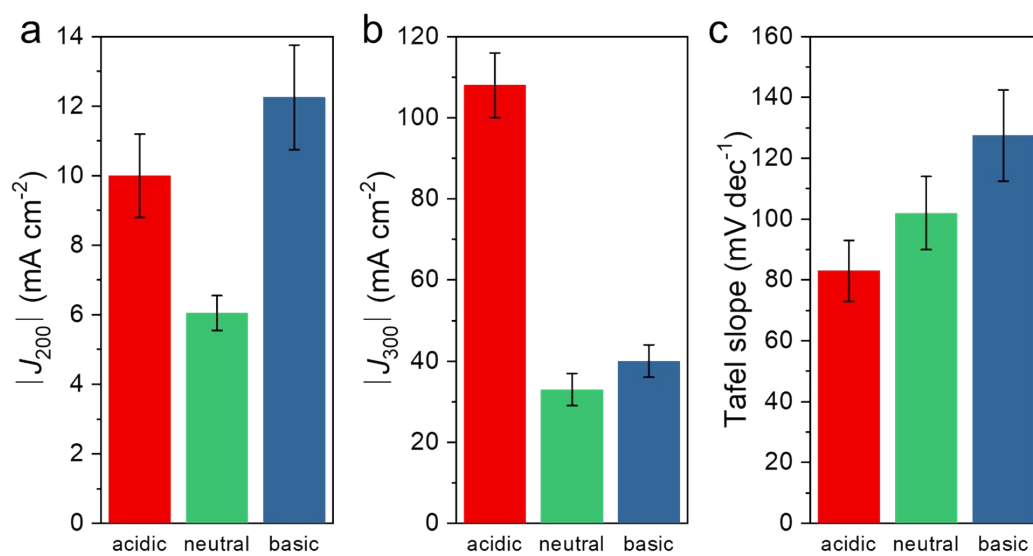 a
14
12
10
8
6
4
2
0
|J₂₀₀| (mA cm⁻²)
acidic neutral basic
b
120
100
80
60
40
20
0
|J₃₀₀| (mA cm⁻²)
acidic neutral basic
c
160
140
120
100
80
60
40
20
0
Tafel slope (mV dec⁻¹)
acidic neutral basic